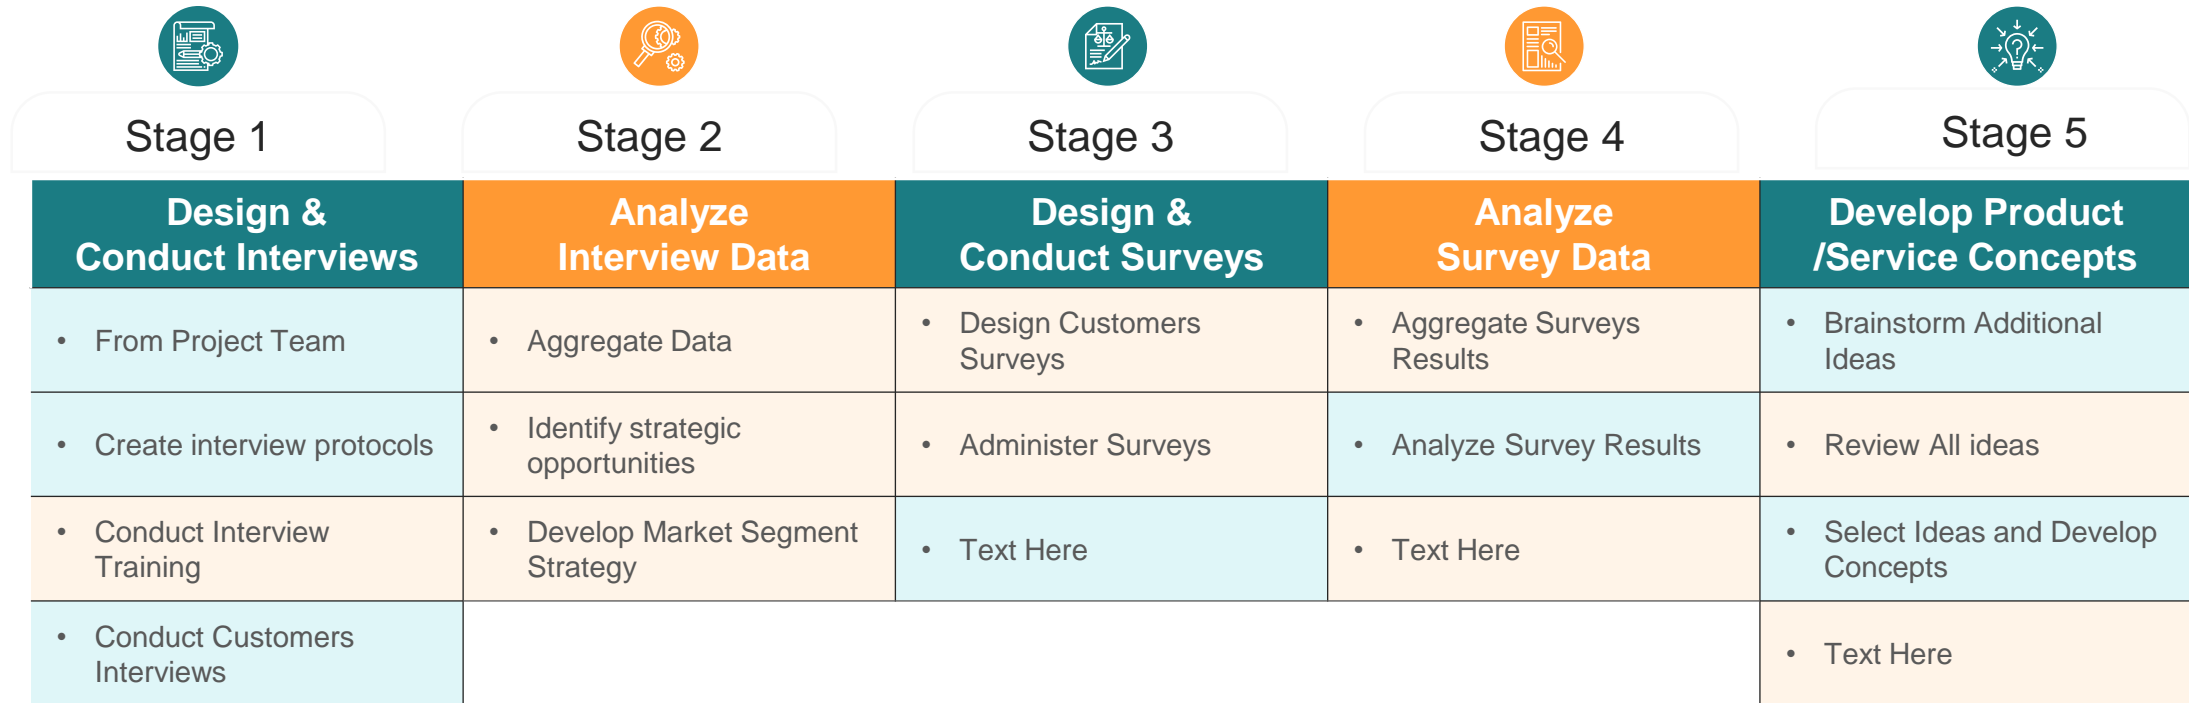 Stage 1
Stage 2
Stage 3
Stage 4
Stage 5
Design &
Conduct Interviews
Analyze
Interview Data
Design &
Conduct Surveys
Analyze
Survey Data
Develop Product
/Service Concepts
• From Project Team
• Aggregate Data
• Design Customers
Surveys
• Aggregate Surveys
Results
• Brainstorm Additional
Ideas
• Create interview protocols
• Identify strategic
opportunities
• Administer Surveys
• Analyze Survey Results
• Review All ideas
• Conduct Interview
Training
• Develop Market Segment
Strategy
• Text Here
• Text Here
• Select Ideas and Develop
Concepts
• Conduct Customers
Interviews
• Text Here